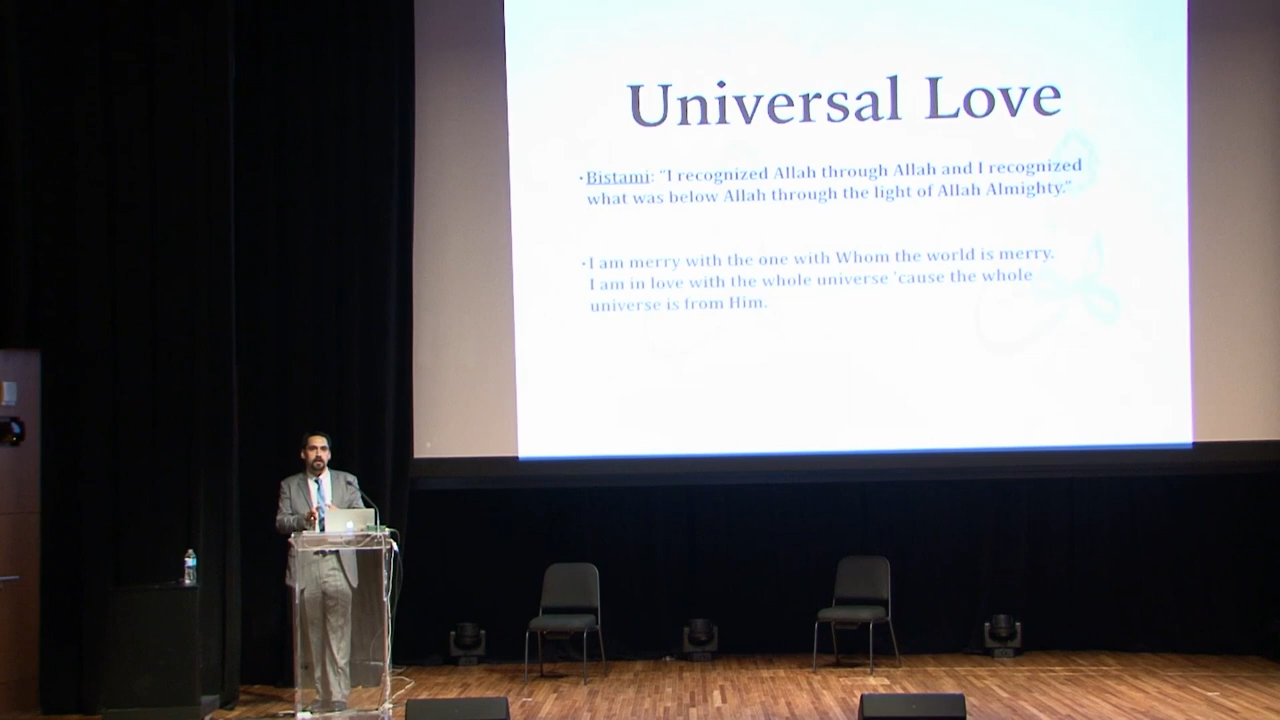 Universal Love
•Bistami: “I recognized Allah through Allah and I recognized
what was below Allah through the light of Allah Almighty.”
•I am merry with the one with Whom the world is merry.
I am in love with the whole universe ’cause the whole
universe is from Him.